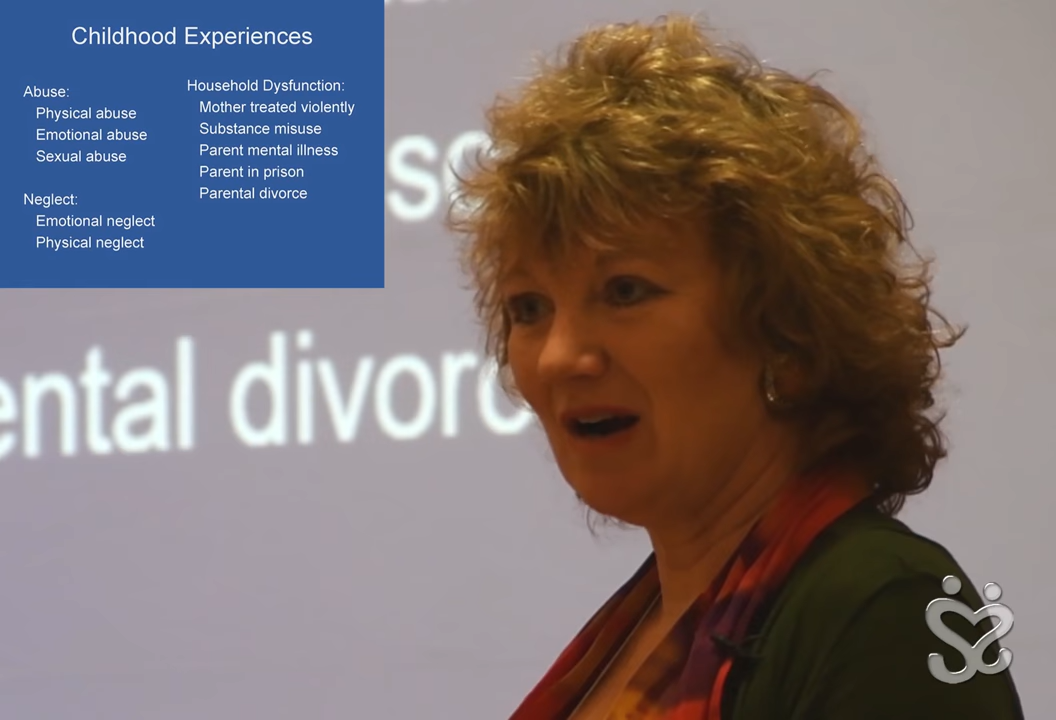 Childhood Experiences
Abuse:
Physical abuse
Emotional abuse
Sexual abuse
Neglect:
Emotional neglect
Physical neglect
Household Dysfunction:
Mother treated violently
Substance misuse
Parent mental illness
Parent in prison
Parental divorce
ental divorc